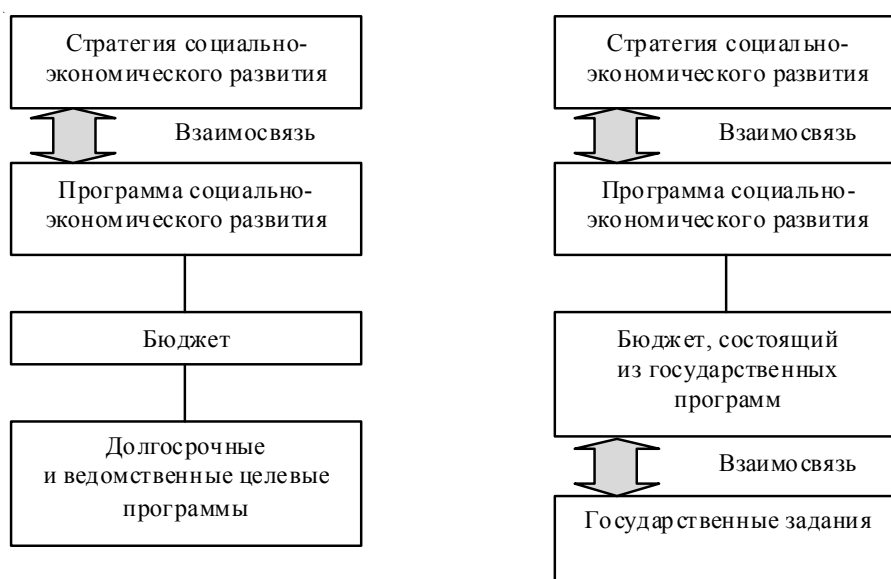 Стратегия социально-
экономического развития
Взаимосвязь
Программа социально-
экономического развития
Бюджет
Долгосрочные
и ведомственные целевые
программы
Стратегия социально-
экономического развития
Взаимосвязь
Программа социально-
экономического развития
Бюджет, состоящий
из государственных
программ
Взаимосвязь
Государственные задания